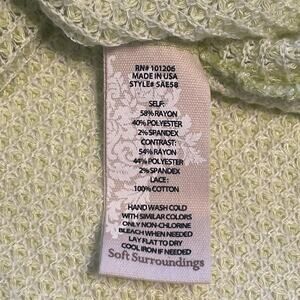 RN# 101206
MADE IN USA
STYLE# 5AE58
SELF:
58% RAYON
40% POLYESTER
2% SPANDEX
CONTRAST:
54% RAYON
44% POLYESTER
2% SPANDEX
LACE:
100% COTTON
HAND WASH COLD
WITH SIMILAR COLORS
ONLY NON-CHLORINE
BLEACH WHEN NEEDED
LAY FLAT TO DRY
COOL IRON IF NEEDED
Soft Surroundings